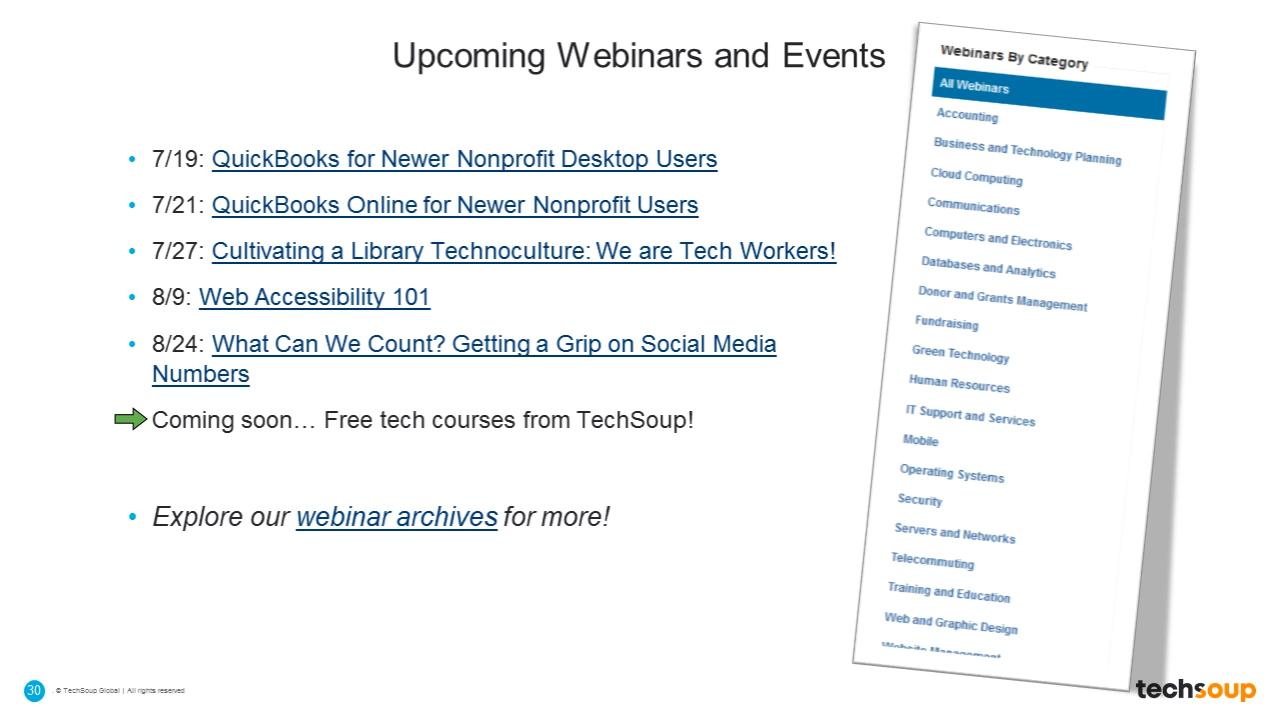 Upcoming Webinars and Events
• 7/19: QuickBooks for Newer Nonprofit Desktop Users
• 7/21: QuickBooks Online for Newer Nonprofit Users
• 7/27: Cultivating a Library Technoculture: We are Tech Workers!
• 8/9: Web Accessibility 101
• 8/24: What Can We Count? Getting a Grip on Social Media
Numbers
Coming soon… Free tech courses from TechSoup!
• Explore our webinar archives for more!
Webinars By Category
All Webinars
Accounting
Business and Technology Planning
Cloud Computing
Communications
Computers and Electronics
Databases and Analytics
Donor and Grants Management
Fundraising
Green Technology
Human Resources
IT Support and Services
Mobile
Operating Systems
Security
Servers and Networks
Telecommuting
Training and Education
Web and Graphic Design
Website Management
30
. © TechSoup Global | All rights reserved
techsoup